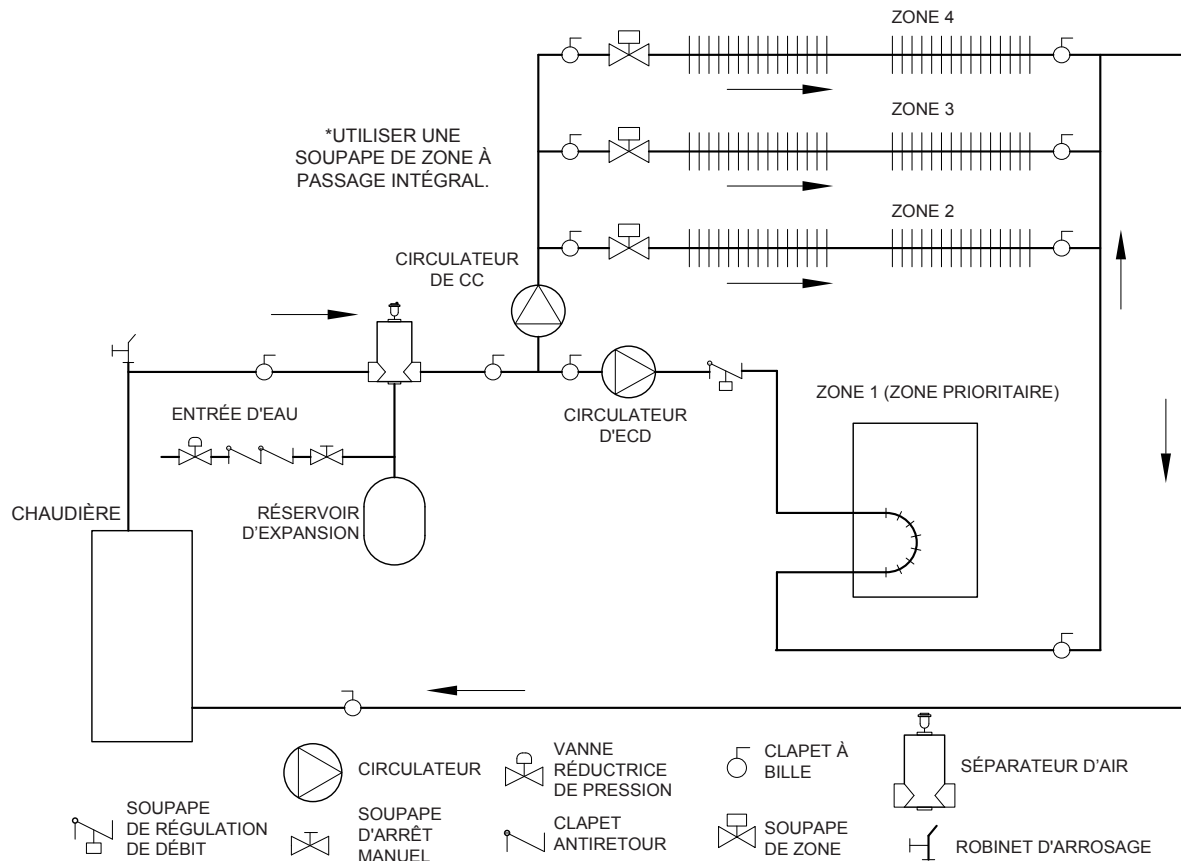 ZONE 4
ZONE 3
*UTILISER UNE
SOUPAPE DE ZONE À
PASSAGE INTÉGRAL.
ZONE 2
CIRCULATEUR
DE CC
ZONE 1 (ZONE PRIORITAIRE)
ENTRÉE D'EAU
CIRCULATEUR
D'ECD
CHAUDIÈRE
RÉSERVOIR
D’EXPANSION
CIRCULATEUR
VANNE
RÉDUCTRICE
DE PRESSION
CLAPET À
BILLE
SÉPARATEUR D’AIR
SOUPAPE
DE RÉGULATION
DE DÉBIT
SOUPAPE
D'ARRÊT
MANUEL
CLAPET
ANTIRETOUR
SOUPAPE
DE ZONE
ROBINET D'ARROSAGE